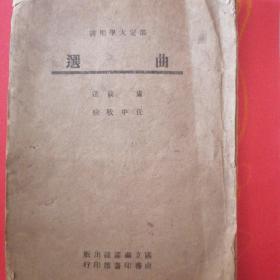 部定大學用書
曲選
盧前選
任中敏校
國立編譯館出版
商務印書館印行